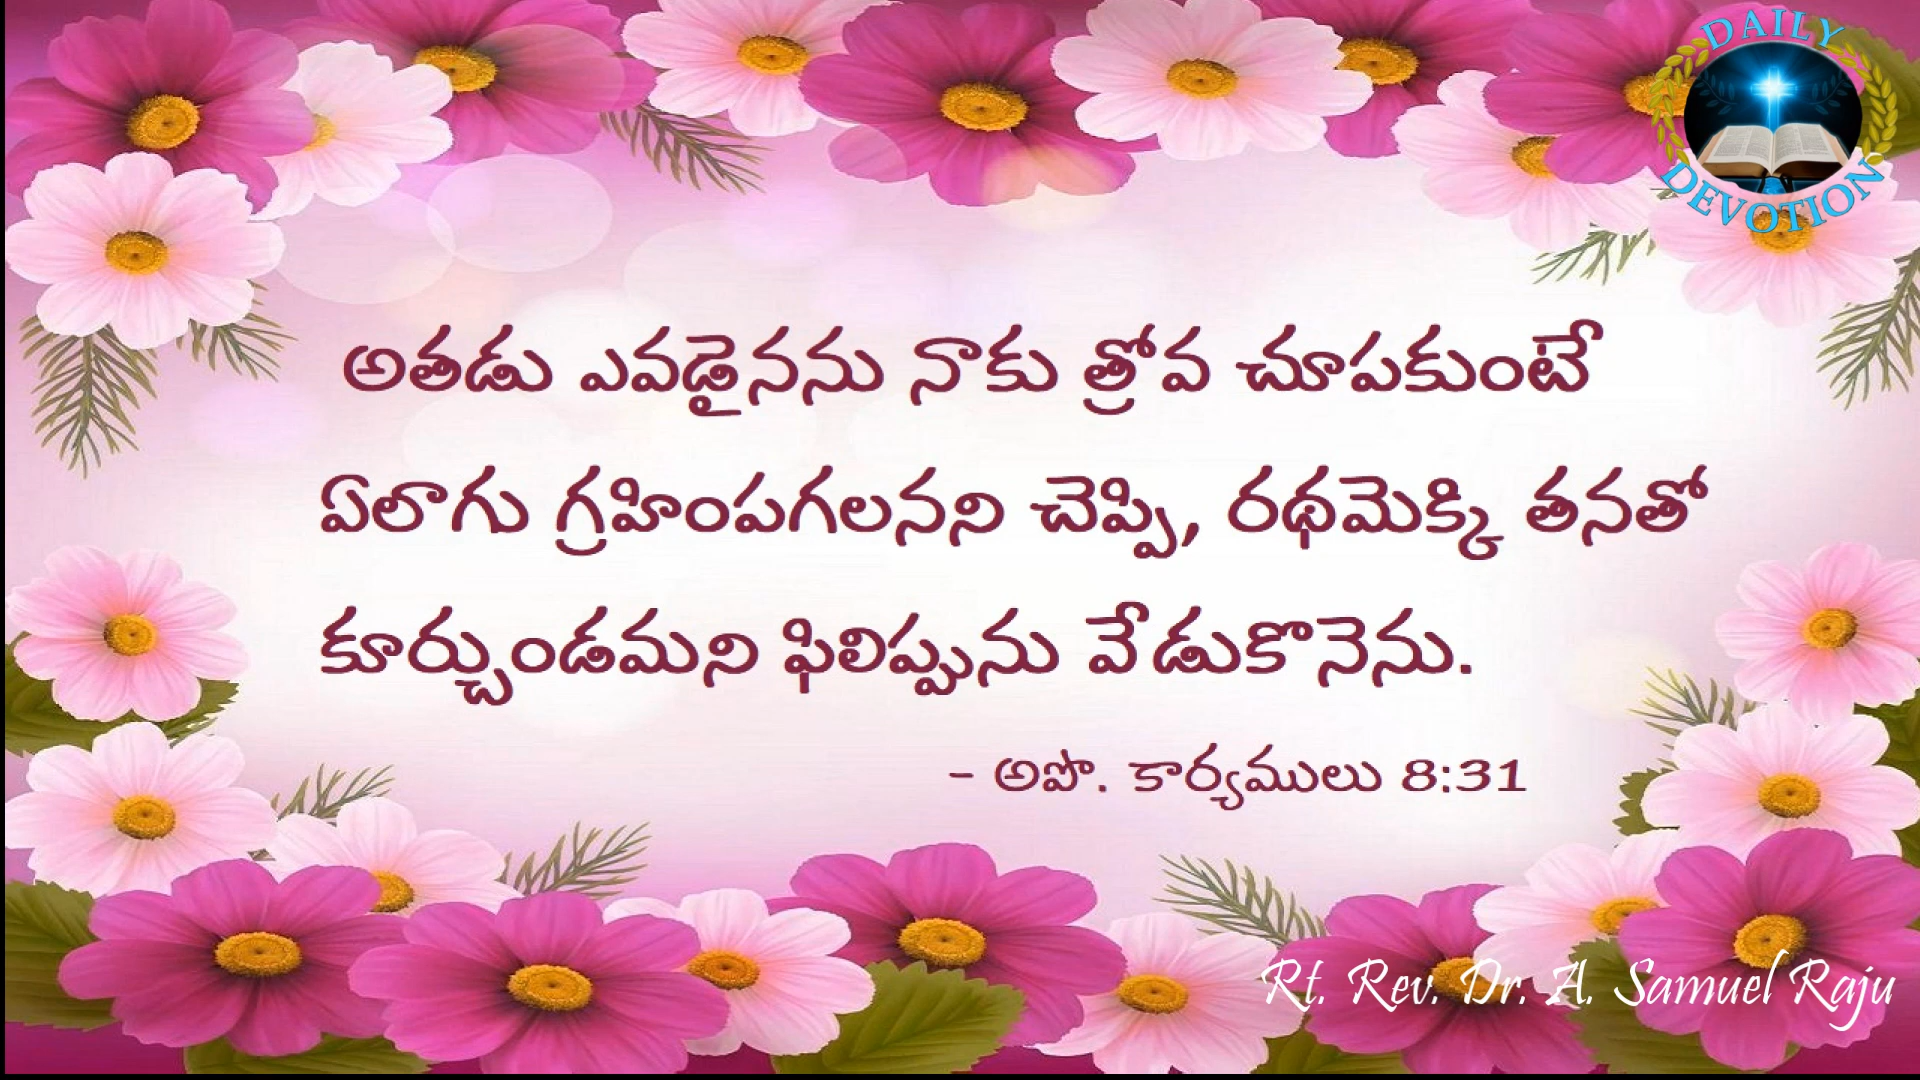 DAILY
DEVOTION
అతడు ఎవడైనను నాకు త్రోవ చూపకుంటే
ఏలాగు గ్రహింపగలనని చెప్పి, రథమెక్కి తనతో
కూర్చుండమని ఫిలిప్పును వేడుకొనెను.
- అపొ. కార్యములు 8:31
Rt. Rev. Dr. A. Samuel Raju